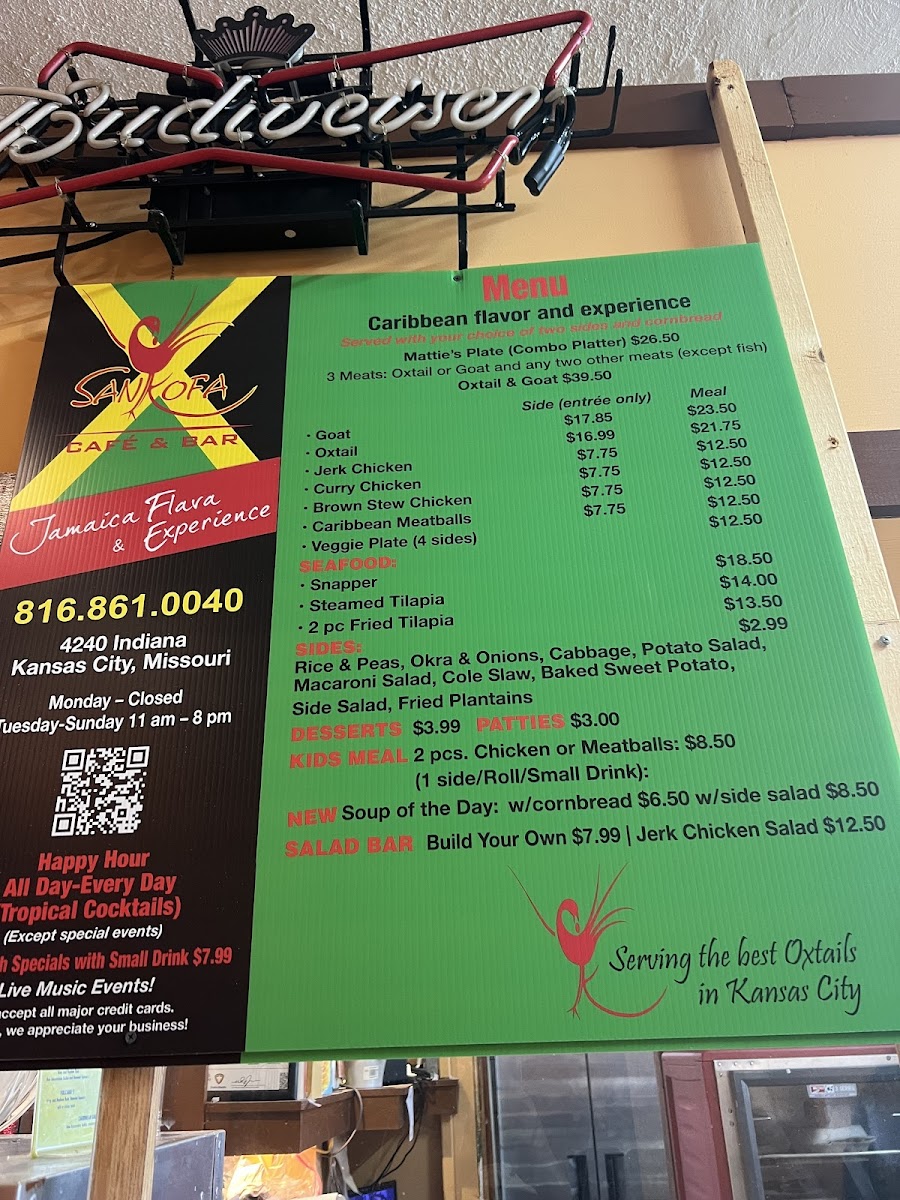 Budweiser
SANKOFA
CAFÉ & BAR
Jamaica Flava
& Experience
816.861.0040
4240 Indiana
Kansas City, Missouri
Monday – Closed
Tuesday-Sunday 11 am – 8 pm
Happy Hour
All Day-Every Day
(Tropical Cocktails)
(Except special events)
Specials with Small Drink $7.99
Live Music Events!
accept all major credit cards.
, we appreciate your business!
Menu
Caribbean flavor and experience
Served with your choice of two sides and cornbread
Mattie's Plate (Combo Platter) $26.50
3 Meats: Oxtail or Goat and any two other meats (except fish)
Oxtail & Goat $39.50
Side (entrée only) Meal
· Goat $17.85 $23.50
· Oxtail $16.99 $21.75
· Jerk Chicken $7.75 $12.50
· Curry Chicken $7.75 $12.50
· Brown Stew Chicken $7.75 $12.50
· Caribbean Meatballs $7.75 $12.50
· Veggie Plate (4 sides) $12.50
SEAFOOD:
· Snapper $18.50
· Steamed Tilapia $14.00
· 2 pc Fried Tilapia $13.50
SIDES: $2.99
Rice & Peas, Okra & Onions, Cabbage, Potato Salad,
Macaroni Salad, Cole Slaw, Baked Sweet Potato,
Side Salad, Fried Plantains
DESSERTS $3.99 PATTIES $3.00
KIDS MEAL 2 pcs. Chicken or Meatballs: $8.50
(1 side/Roll/Small Drink):
NEW Soup of the Day: w/cornbread $6.50 w/side salad $8.50
SALAD BAR Build Your Own $7.99 | Jerk Chicken Salad $12.50
Serving the best Oxtails
in Kansas City